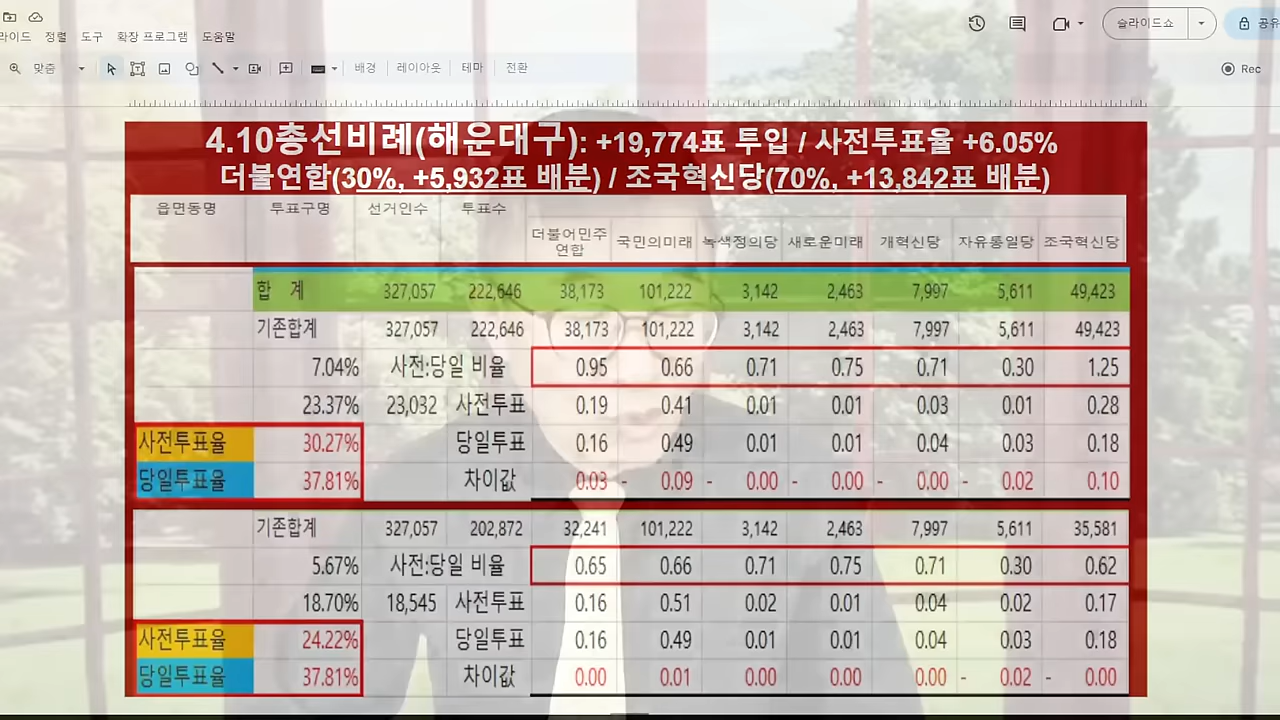 라이드 정렬 도구 확장 프로그램 도움말
슬라이드쇼 공유
맞춤 배경 레이아웃 테마 전환 Rec
4.10총선비례(해운대구): +19,774표 투입 / 사전투표율 +6.05%
더불연합(30%, +5,932표 배분) / 조국혁신당(70%, +13,842표 배분)
읍면동명 투표구명 선거인수 투표수
더불어민주연합 국민의미래 녹색정의당 새로운미래 개혁신당 자유통일당 조국혁신당
합 계 327,057 222,646 38,173 101,222 3,142 2,463 7,997 5,611 49,423
기존합계 327,057 222,646 38,173 101,222 3,142 2,463 7,997 5,611 49,423
7.04% 사전:당일 비율 0.95 0.66 0.71 0.75 0.71 0.30 1.25
23.37% 23,032 사전투표 0.19 0.41 0.01 0.01 0.03 0.01 0.28
사전투표율 30.27% 당일투표 0.16 0.49 0.01 0.01 0.04 0.03 0.18
당일투표율 37.81% 차이값 0.03 - 0.09 - 0.00 - 0.00 - 0.00 - 0.02 0.10
기존합계 327,057 202,872 32,241 101,222 3,142 2,463 7,997 5,611 35,581
5.67% 사전:당일 비율 0.65 0.66 0.71 0.75 0.71 0.30 0.62
18.70% 18,545 사전투표 0.16 0.51 0.02 0.01 0.04 0.02 0.17
사전투표율 24.22% 당일투표 0.16 0.49 0.01 0.01 0.04 0.03 0.18
당일투표율 37.81% 차이값 0.00 0.01 0.00 0.00 0.00 - 0.02 - 0.00